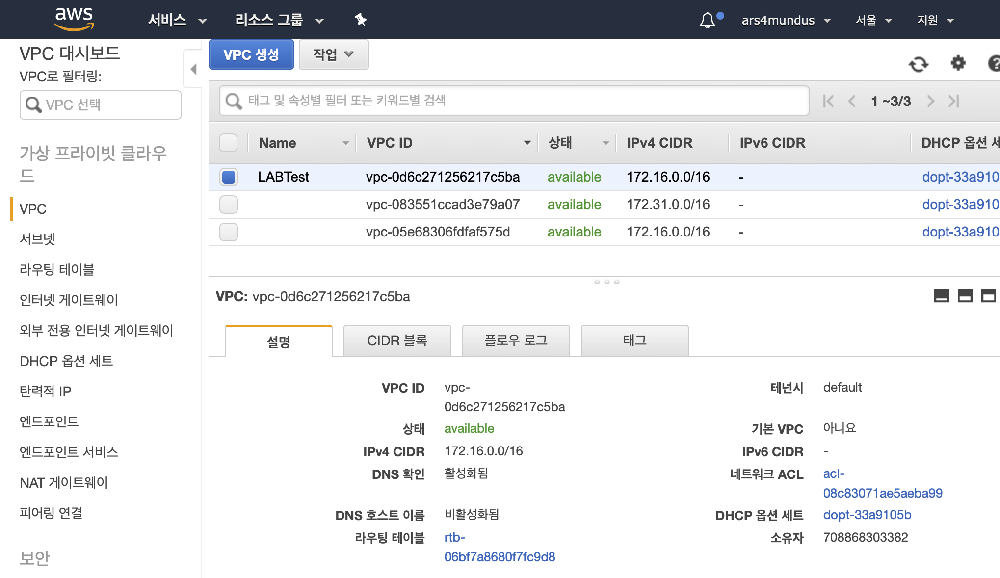 aws 서비스 리소스 그룹 ars4mundus 서울 지원
VPC 대시보드
VPC로 필터링:
VPC 선택
가상 프라이빗 클라우
드
VPC
서브넷
라우팅 테이블
인터넷 게이트웨이
외부 전용 인터넷 게이트웨이
DHCP 옵션 세트
탄력적 IP
엔드포인트
엔드포인트 서비스
NAT 게이트웨이
피어링 연결
보안
VPC 생성 작업
태그 및 속성별 필터 또는 키워드별 검색 1 ~3/3
Name VPC ID 상태 IPv4 CIDR IPv6 CIDR DHCP 옵션 세
LABTest vpc-0d6c271256217c5ba available 172.16.0.0/16 - dopt-33a910
vpc-083551ccad3e79a07 available 172.31.0.0/16 - dopt-33a910
vpc-05e68306fdfaf575d available 172.16.0.0/16 - dopt-33a910
VPC: vpc-0d6c271256217c5ba
설명 CIDR 블록 플로우 로그 태그
VPC ID vpc-
0d6c271256217c5ba
테넌시 default
상태 available 기본 VPC 아니요
IPv4 CIDR 172.16.0.0/16 IPv6 CIDR -
DNS 확인 활성화됨 네트워크 ACL acl-
08c83071ae5aeba99
DNS 호스트 이름 비활성화됨 DHCP 옵션 세트 dopt-33a9105b
라우팅 테이블 rtb-
06bf7a8680f7fc9d8
소유자 708868303382